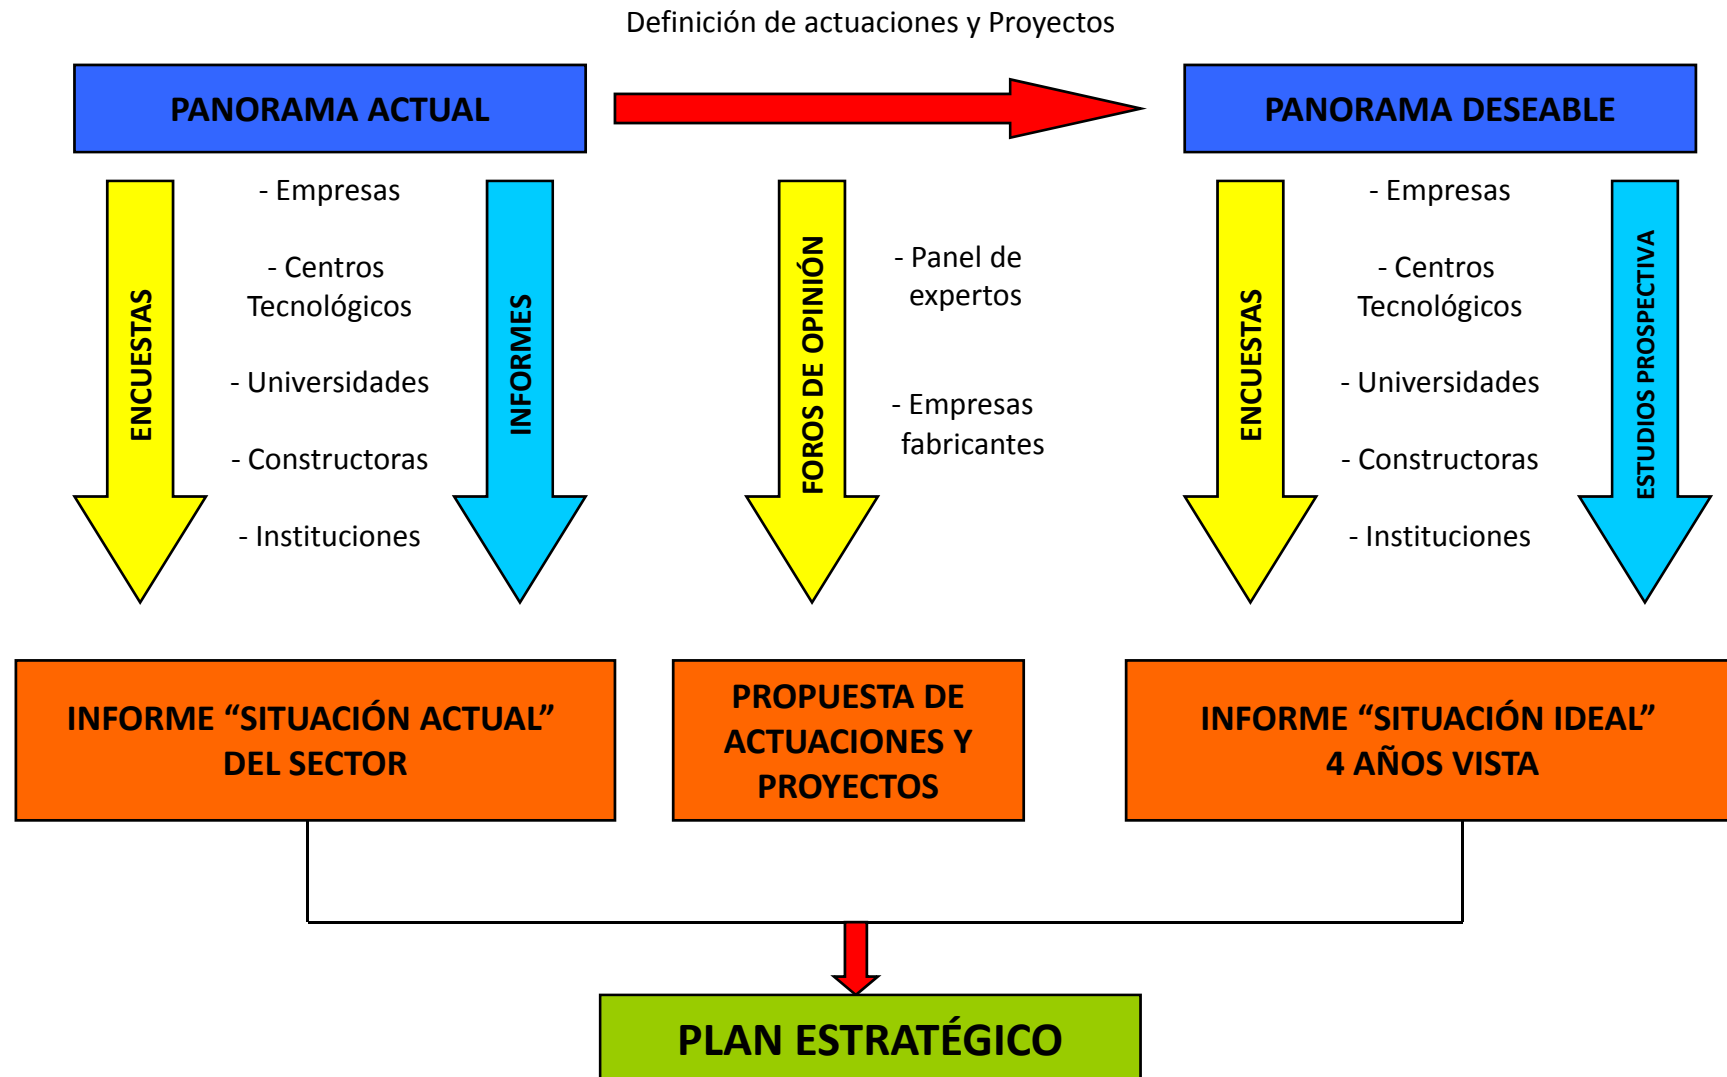 Definición de actuaciones y Proyectos
PANORAMA ACTUAL
PANORAMA DESEABLE
ENCUESTAS
- Empresas
- Centros
Tecnológicos
- Universidades
- Constructoras
- Instituciones
INFORMES
FOROS DE OPINIÓN
- Panel de
expertos
- Empresas
fabricantes
ENCUESTAS
- Empresas
- Centros
Tecnológicos
- Universidades
- Constructoras
- Instituciones
ESTUDIOS PROSPECTIVA
INFORME “SITUACIÓN ACTUAL”
DEL SECTOR
PROPUESTA DE
ACTUACIONES Y
PROYECTOS
INFORME “SITUACIÓN IDEAL”
4 AÑOS VISTA
PLAN ESTRATÉGICO